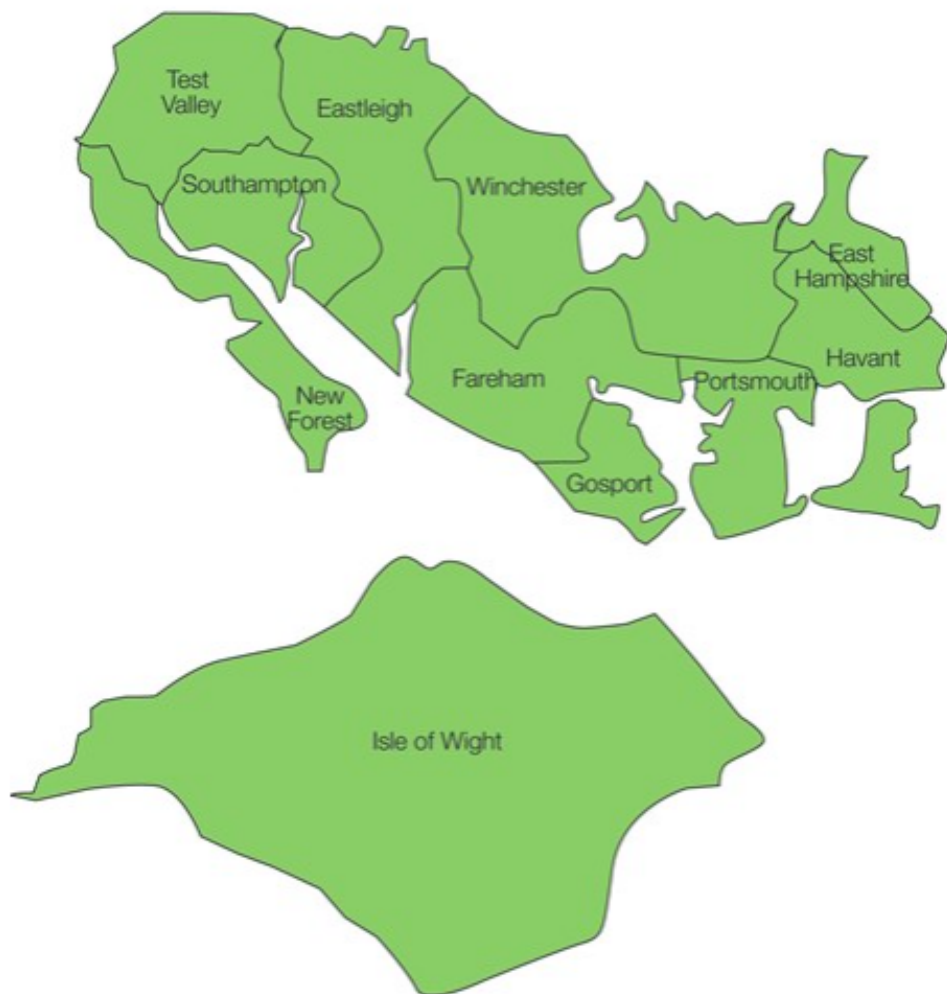 Test
Valley
Eastleigh
Southampton
Winchester
East
Hampshire
Havant
Fareham
Portsmouth
New
Forest
Gosport
Isle of Wight